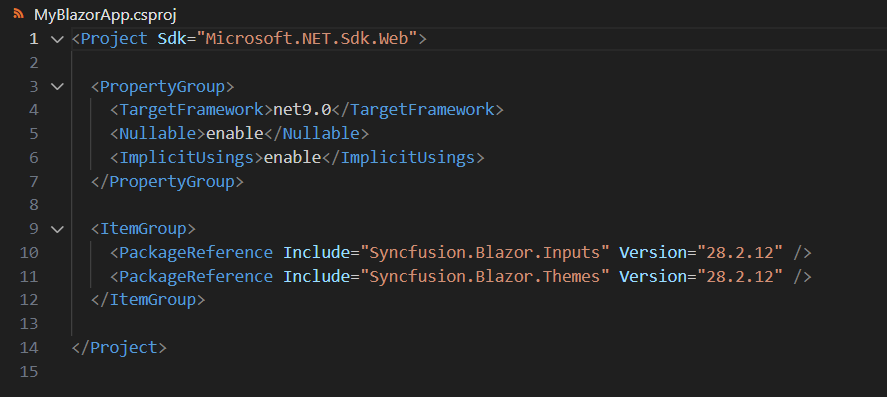 MyBlazorApp.csproj
1 <Project Sdk="Microsoft.NET.Sdk.Web">
2
3   <PropertyGroup>
4     <TargetFramework>net9.0</TargetFramework>
5     <Nullable>enable</Nullable>
6     <ImplicitUsings>enable</ImplicitUsings>
7   </PropertyGroup>
8
9   <ItemGroup>
10     <PackageReference Include="Syncfusion.Blazor.Inputs" Version="28.2.12" />
11     <PackageReference Include="Syncfusion.Blazor.Themes" Version="28.2.12" />
12   </ItemGroup>
13
14 </Project>
15